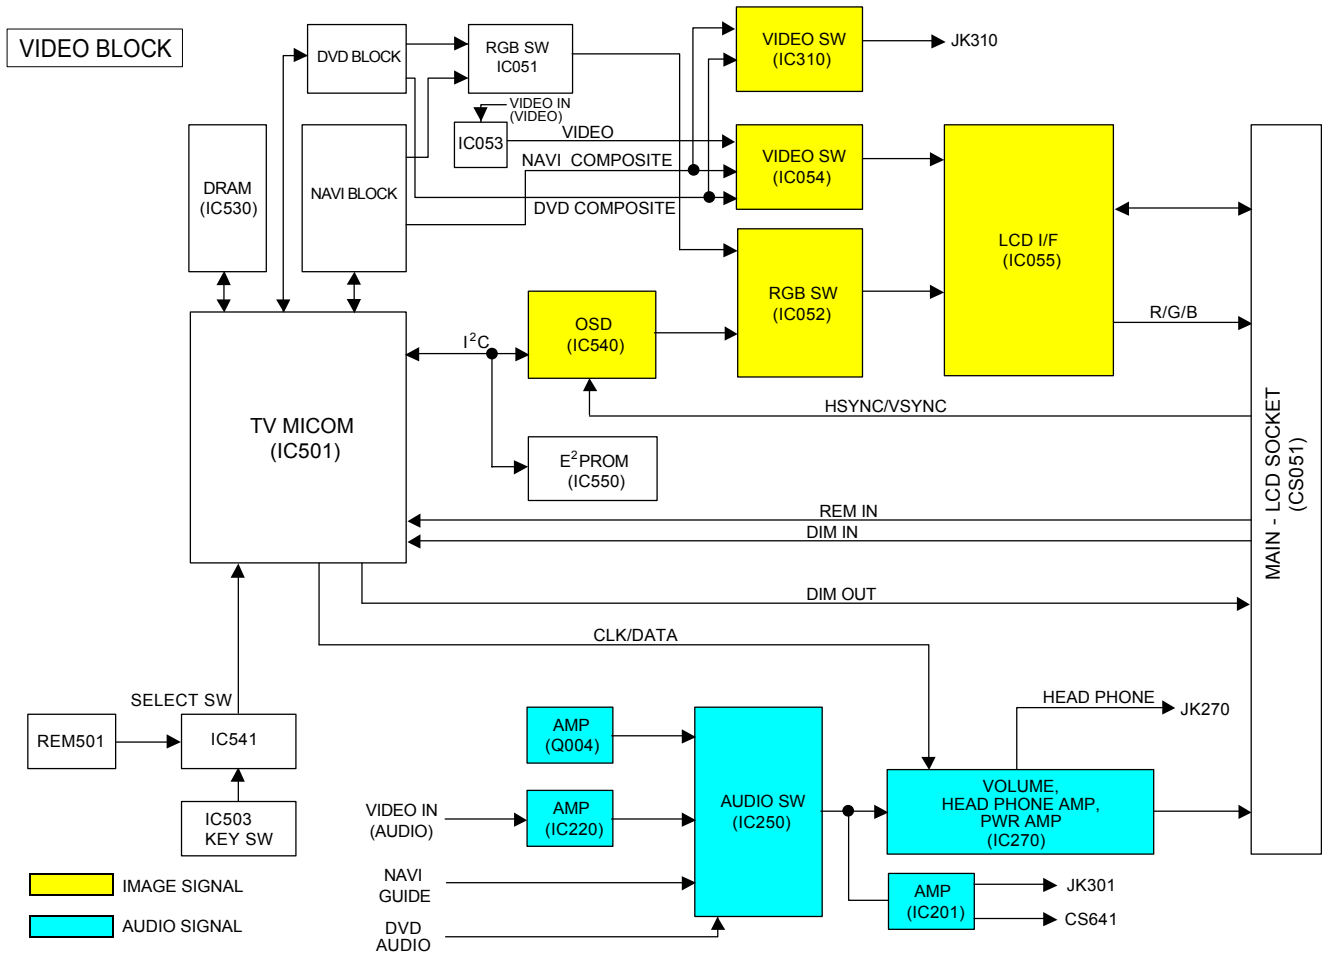 VIDEO BLOCK
DVD BLOCK
RGB SW
IC051
VIDEO SW
(IC310)
JK310
VIDEO IN
(VIDEO)
IC053
VIDEO
NAVI COMPOSITE
DVD COMPOSITE
VIDEO SW
(IC054)
DRAM
(IC530)
NAVI BLOCK
LCD I/F
(IC055)
RGB SW
(IC052)
R/G/B
I²C
OSD
(IC540)
HSYNC/VSYNC
TV MICOM
(IC501)
E²PROM
(IC550)
MAIN - LCD SOCKET
(CS051)
REM IN
DIM IN
DIM OUT
CLK/DATA
SELECT SW
REM501
IC541
IC503
KEY SW
HEAD PHONE
JK270
AMP
(Q004)
VIDEO IN
(AUDIO)
AMP
(IC220)
AUDIO SW
(IC250)
VOLUME,
HEAD PHONE AMP,
PWR AMP
(IC270)
NAVI
GUIDE
DVD
AUDIO
AMP
(IC201)
JK301
CS641
IMAGE SIGNAL
AUDIO SIGNAL